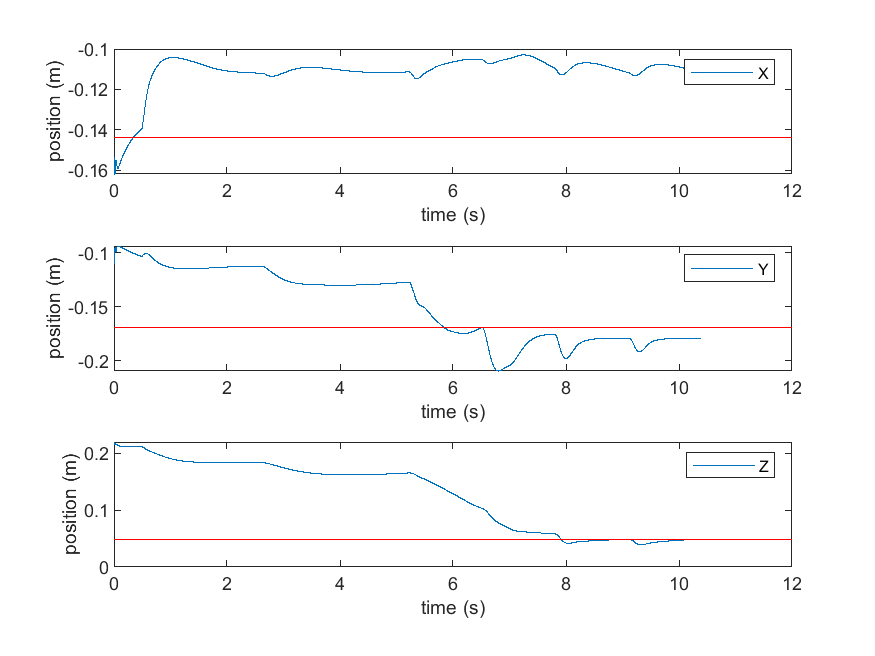 -0.1
-0.12
-0.14
-0.16
position (m)
X
0 2 4 6 8 10 12
time (s)
-0.1
-0.15
-0.2
position (m)
Y
0 2 4 6 8 10 12
time (s)
0.2
0.1
0
position (m)
Z
0 2 4 6 8 10 12
time (s)